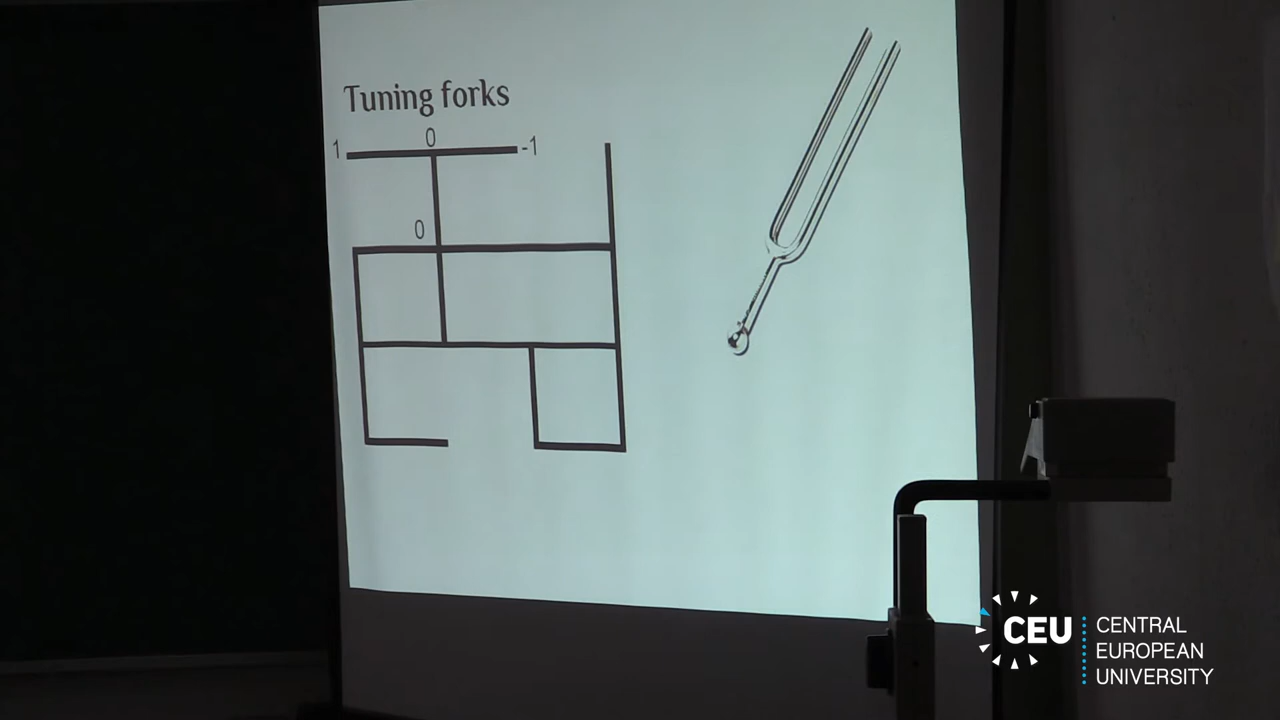 Tuning forks
1
0
-1
0
CEU
CENTRAL
EUROPEAN
UNIVERSITY